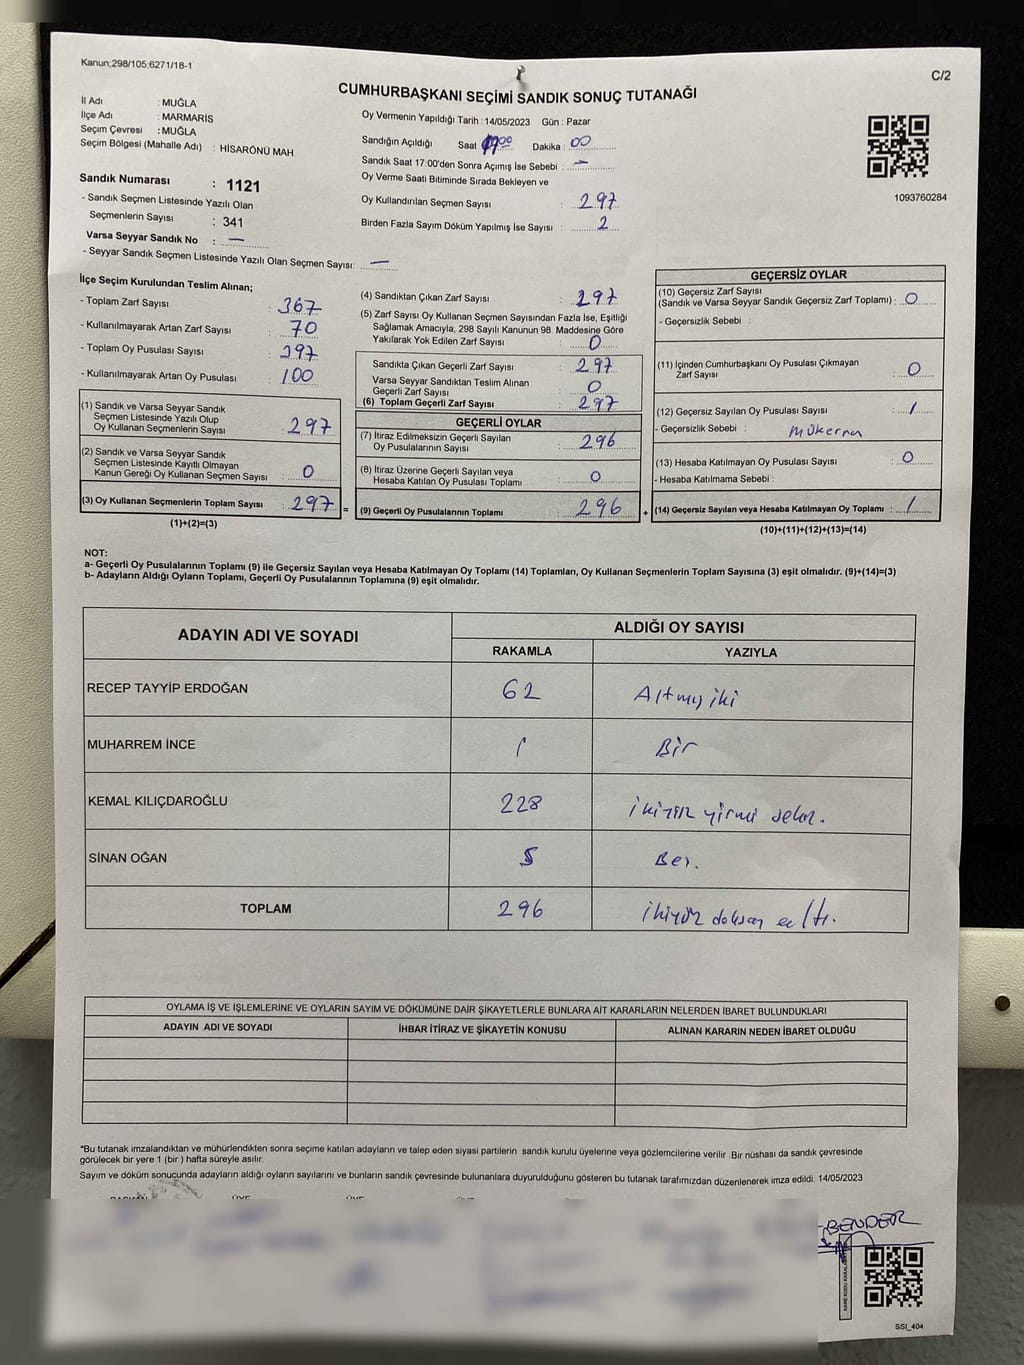 Kanun;298/105,6271/18-1
C/2
CUMHURBAŞKANI SEÇİMİ SANDIK SONUÇ TUTANAĞI
İl Adı : MUĞLA
İlçe Adı : MARMARİS
Seçim Çevresi : MUĞLA
Seçim Bölgesi (Mahalle Adı) : HİSARÖNÜ MAH
Sandık Numarası : 1121
- Sandık Seçmen Listesinde Yazılı Olan
Seçmenlerin Sayısı : 341
Varsa Seyyar Sandık No : —
- Seyyar Sandık Seçmen Listesinde Yazılı Olan Seçmen Sayısı: —
Oy Vermenin Yapıldığı Tarih : 14/05/2023 Gün : Pazar
Sandığın Açıldığı Saat Dakika : 00
Sandık Saat 17:00'den Sonra Açımış İse Sebebi : —
Oy Verme Saati Bitiminde Sırada Bekleyen ve
Oy Kullandırılan Seçmen Sayısı : 297
Birden Fazla Sayım Döküm Yapılmış İse Sayısı : 2
1093760284
İlçe Seçim Kurulundan Teslim Alınan;
- Toplam Zarf Sayısı : 367
- Kullanılmayarak Artan Zarf Sayısı : 70
- Toplam Oy Pusulası Sayısı : 397
- Kullanılmayarak Artan Oy Pusulası : 100
(1) Sandık ve Varsa Seyyar Sandık
Seçmen Listesinde Yazılı Olup
Oy Kullanan Seçmenlerin Sayısı : 297
(2) Sandık ve Varsa Seyyar Sandık
Seçmen Listesinde Kayıtlı Olmayan
Kanun Gereği Oy Kullanan Seçmen Sayısı : 0
(3) Oy Kullanan Seçmenlerin Toplam Sayısı : 297 =
(1)+(2)=(3)
(4) Sandıktan Çıkan Zarf Sayısı : 297
(5) Zarf Sayısı Oy Kullanan Seçmen Sayısından Fazla İse, Eşitliği
Sağlamak Amacıyla, 298 Sayılı Kanunun 98. Maddesine Göre
Yakılarak Yok Edilen Zarf Sayısı : 0
Sandıkta Çıkan Geçerli Zarf Sayısı : 297
Varsa Seyyar Sandıktan Teslim Alınan
Geçerli Zarf Sayısı : 0
(6) Toplam Geçerli Zarf Sayısı : 297
GEÇERLİ OYLAR
(7) İtiraz Edilmeksizin Geçerli Sayılan
Oy Pusulalarının Sayısı : 296
(8) İtiraz Üzerine Geçerli Sayılan veya
Hesaba Katılan Oy Pusulası Toplamı : 0
(9) Geçerli Oy Pusulalarının Toplamı : 296 +
GEÇERSİZ OYLAR
(10) Geçersiz Zarf Sayısı
(Sandık ve Varsa Seyyar Sandık Geçersiz Zarf Toplamı) : 0
- Geçersizlik Sebebi :
(11) İçinden Cumhurbaşkanı Oy Pusulası Çıkmayan
Zarf Sayısı : 0
(12) Geçersiz Sayılan Oy Pusulası Sayısı : 1
- Geçersizlik Sebebi :
(13) Hesaba Katılmayan Oy Pusulası Sayısı : 0
- Hesaba Katılmama Sebebi :
(14) Geçersiz Sayılan veya Hesaba Katılmayan Oy Toplamı : 1
(10)+(11)+(12)+(13)=(14)
NOT:
a- Geçerli Oy Pusulalarının Toplamı (9) ile Geçersiz Sayılan veya Hesaba Katılmayan Oy Toplamı (14) Toplamları, Oy Kullanan Seçmenlerin Toplam Sayısına (3) eşit olmalıdır. (9)+(14)=(3)
b- Adayların Aldığı Oyların Toplamı, Geçerli Oy Pusulalarının Toplamına (9) eşit olmalıdır.
ADAYIN ADI VE SOYADI
ALDIĞI OY SAYISI
RAKAMLA YAZIYLA
RECEP TAYYİP ERDOĞAN 62 Altmış iki
MUHARREM İNCE 1 Bir
KEMAL KILIÇDAROĞLU 228 ikiyüz yirmi sekiz.
SİNAN OĞAN 5 Beş.
TOPLAM 296 ikiyüz doksan altı.
OYLAMA İŞ VE İŞLEMLERİNE VE OYLARIN SAYIM VE DÖKÜMÜNE DAİR ŞİKAYETLERLE BUNLARA AİT KARARLARIN NELERDEN İBARET BULUNDUKLARI
ADAYIN ADI VE SOYADI İHBAR İTİRAZ VE ŞİKAYETİN KONUSU ALINAN KARARIN NEDEN İBARET OLDUĞU
*Bu tutanak imzalandıktan ve mühürlendikten sonra seçime katılan adayların ve talep eden siyasi partilerin sandık kurulu üyelerine veya gözlemcilerine verilir .Bir nüshası da sandık çevresinde
görülecek bir yere 1 (bir ) hafta süreyle asılır.
Sayım ve döküm sonucunda adayların aldığı oyların sayılarını ve bunların sandık çevresinde bulunanlara duyurulduğunu gösteren bu tutanak tarafımızdan düzenlenerek imza edildi. 14/05/2023
BENDER
SSI_404